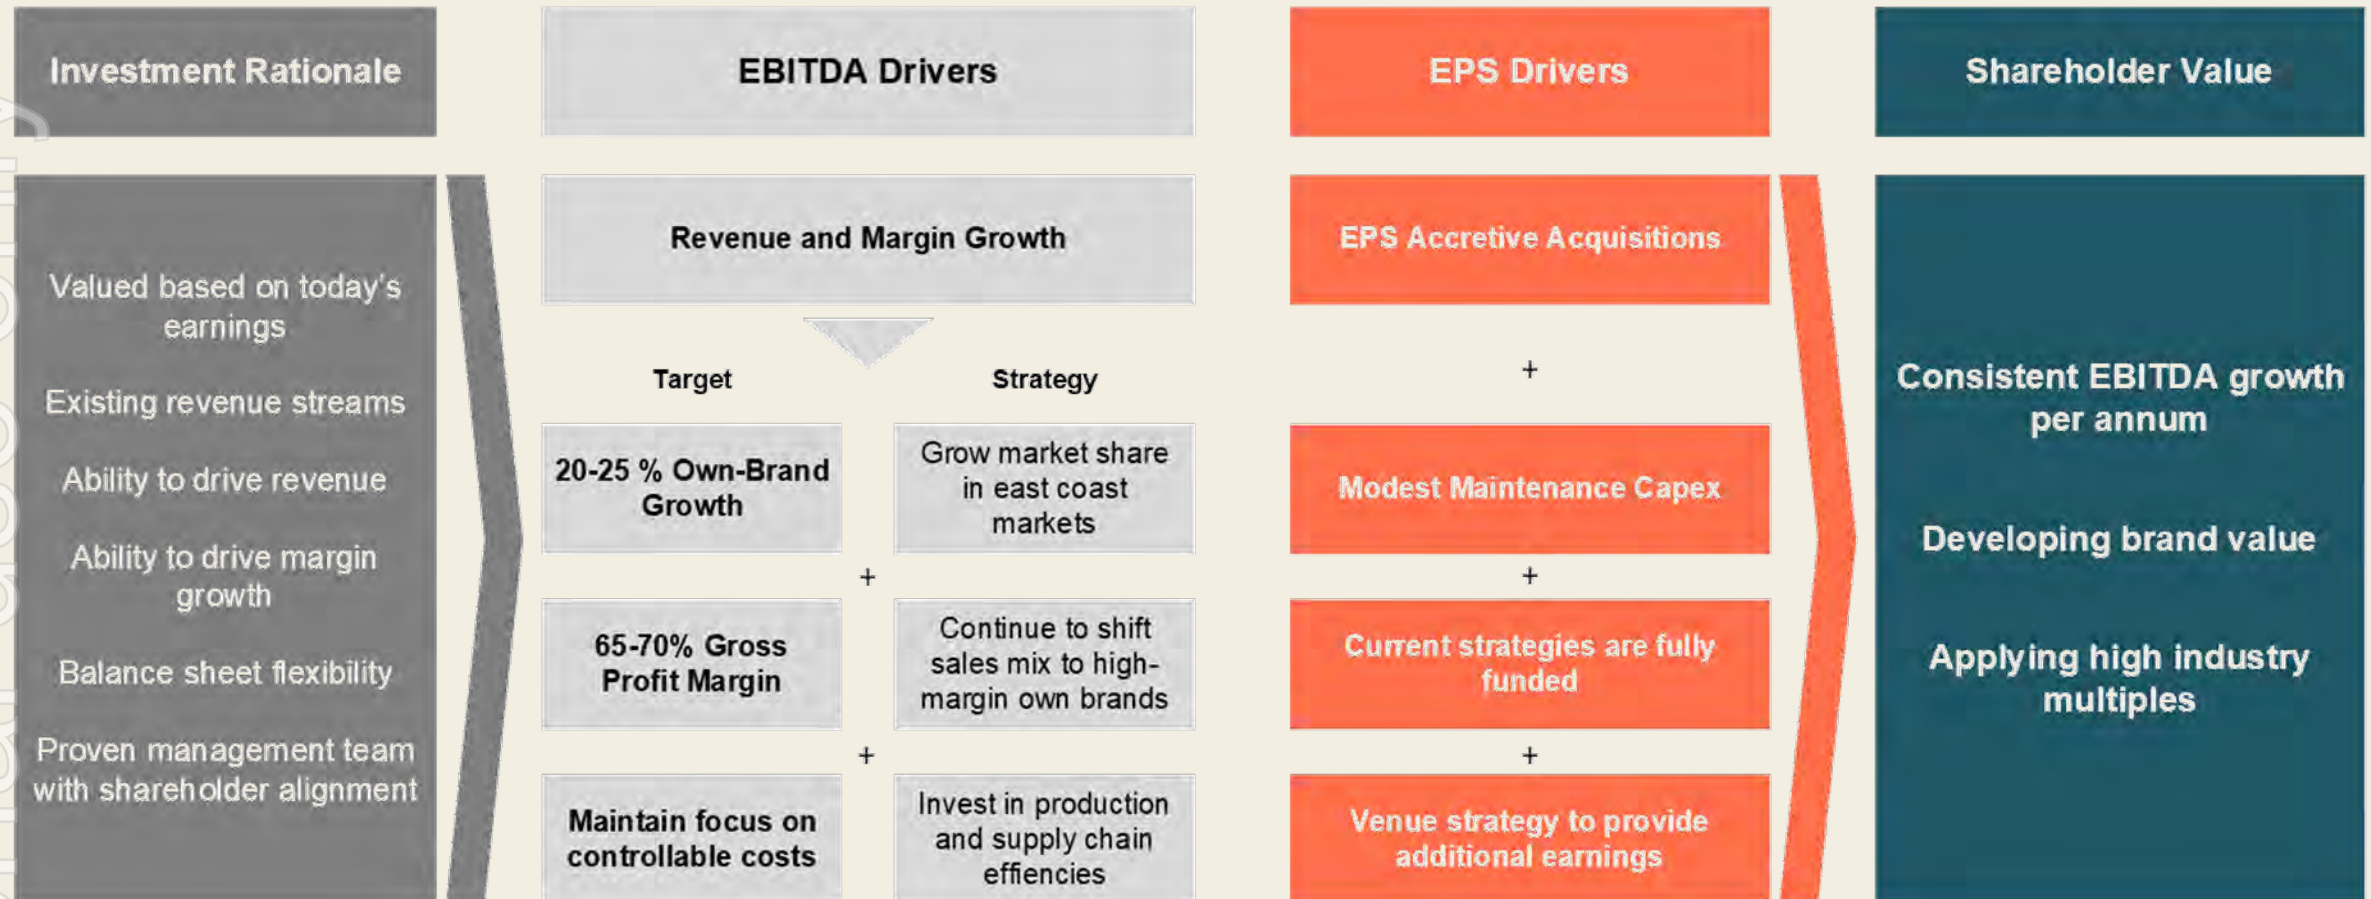 Investment Rationale
EBITDA Drivers
EPS Drivers
Shareholder Value
Valued based on today's
earnings
Existing revenue streams
Ability to drive revenue
Ability to drive margin
growth
Balance sheet flexibility
Proven management team
with shareholder alignment
Revenue and Margin Growth
Target
Strategy
20-25 % Own-Brand
Growth
Grow market share
in east coast
markets
+
65-70% Gross
Profit Margin
Continue to shift
sales mix to high-
margin own brands
+
Maintain focus on
controllable costs
Invest in production
and supply chain
effiencies
EPS Accretive Acquisitions
+
Modest Maintenance Capex
+
Current strategies are fully
funded
+
Venue strategy to provide
additional earnings
Consistent EBITDA growth
per annum
Developing brand value
Applying high industry
multiples